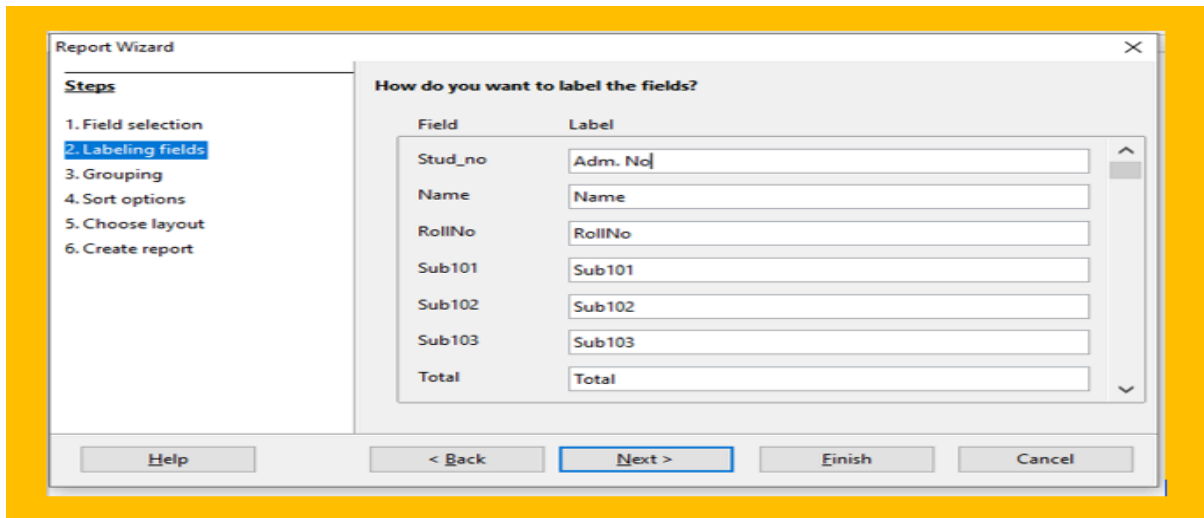 Report Wizard
Steps
1. Field selection
2. Labeling fields
3. Grouping
4. Sort options
5. Choose layout
6. Create report
How do you want to label the fields?
Field Label
Stud_no Adm. No
Name Name
RollNo RollNo
Sub101 Sub101
Sub102 Sub102
Sub103 Sub103
Total Total
Help < Back Next > Finish Cancel